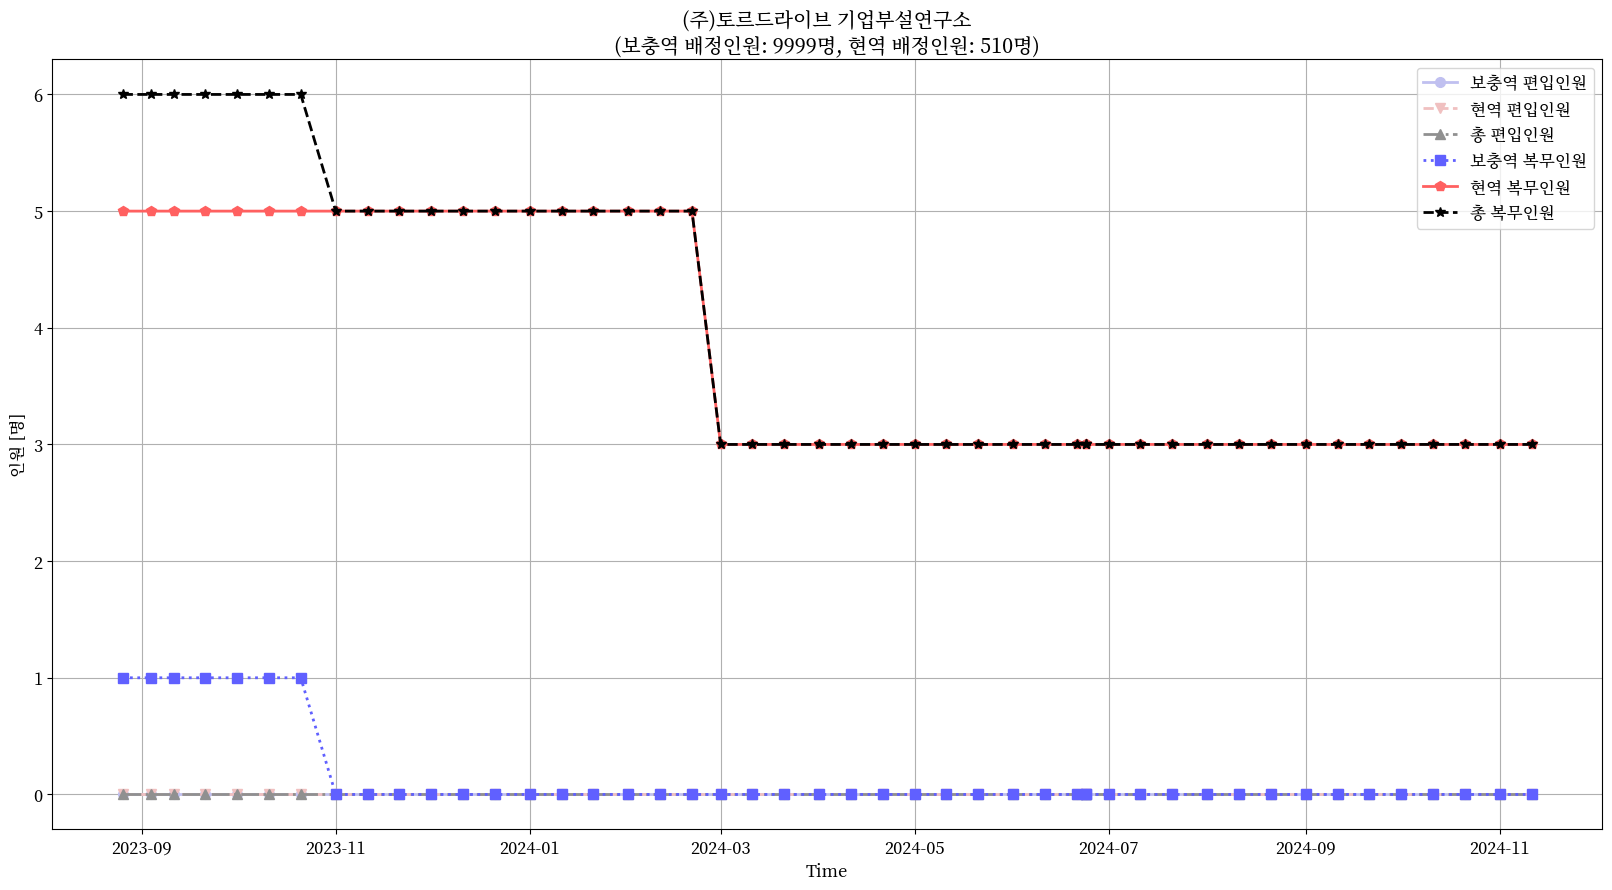 (주)토르드라이브 기업부설연구소
(보충역 배정인원: 9999명, 현역 배정인원: 510명)
보충역 편입인원
현역 편입인원
총 편입인원
보충역 복무인원
현역 복무인원
총 복무인원
인원 [명]
6
5
4
3
2
1
0
2023-09
2023-11
2024-01
2024-03
2024-05
2024-07
2024-09
2024-11
Time